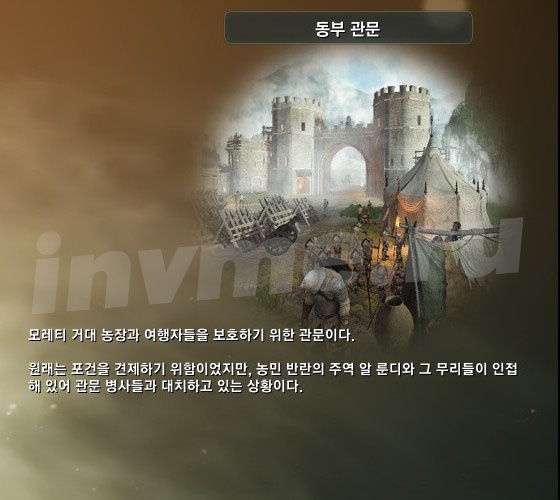 동부 관문
모레티 거대 농장과 여행자들을 보호하기 위한 관문이다.
원래는 포건을 견제하기 위함이었지만, 농민 반란의 주역 알 룬디와 그 무리들이 인접
해 있어 관문 병사들과 대치하고 있는 상황이다.